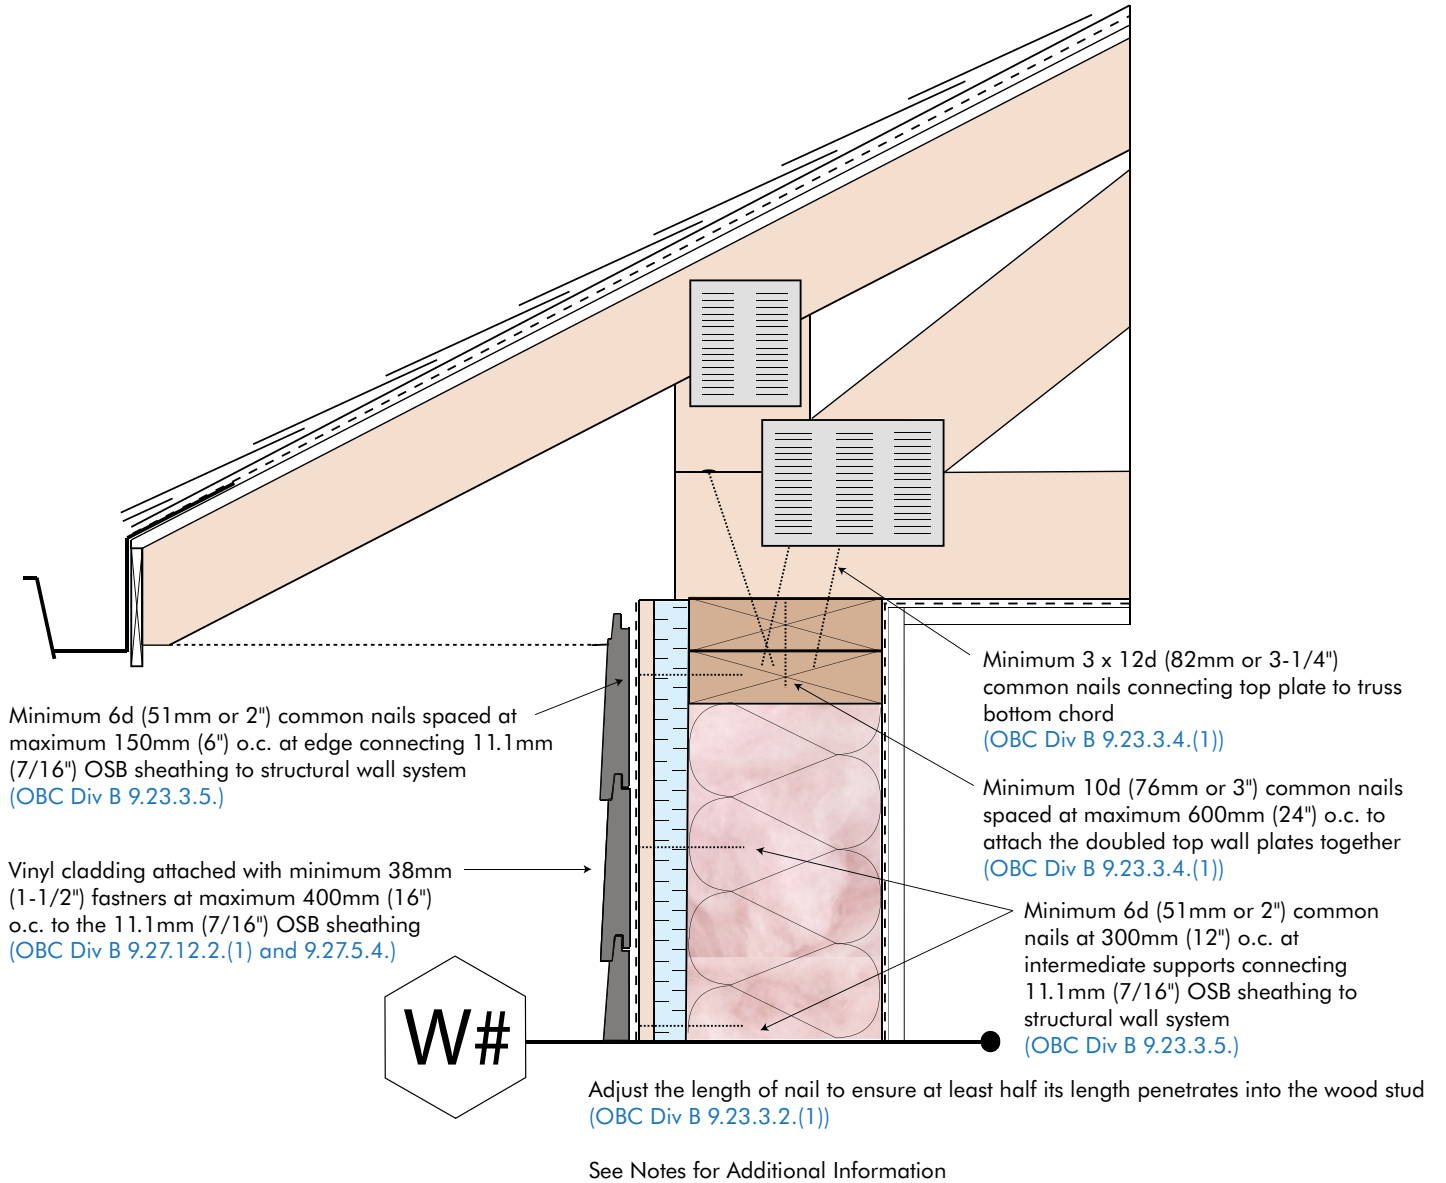 Minimum 3 x 12d (82mm or 3-1/4")
common nails connecting top plate to truss
bottom chord
(OBC Div B 9.23.3.4.(1))
Minimum 6d (51mm or 2") common nails spaced at
maximum 150mm (6") o.c. at edge connecting 11.1mm
(7/16") OSB sheathing to structural wall system
(OBC Div B 9.23.3.5.)
Minimum 10d (76mm or 3") common nails
spaced at maximum 600mm (24") o.c. to
attach the doubled top wall plates together
(OBC Div B 9.23.3.4.(1))
Vinyl cladding attached with minimum 38mm
(1-1/2") fastners at maximum 400mm (16")
o.c. to the 11.1mm (7/16") OSB sheathing
(OBC Div B 9.27.12.2.(1) and 9.27.5.4.)
Minimum 6d (51mm or 2") common
nails at 300mm (12") o.c. at
intermediate supports connecting
11.1mm (7/16") OSB sheathing to
structural wall system
(OBC Div B 9.23.3.5.)
W#
Adjust the length of nail to ensure at least half its length penetrates into the wood stud
(OBC Div B 9.23.3.2.(1))
See Notes for Additional Information